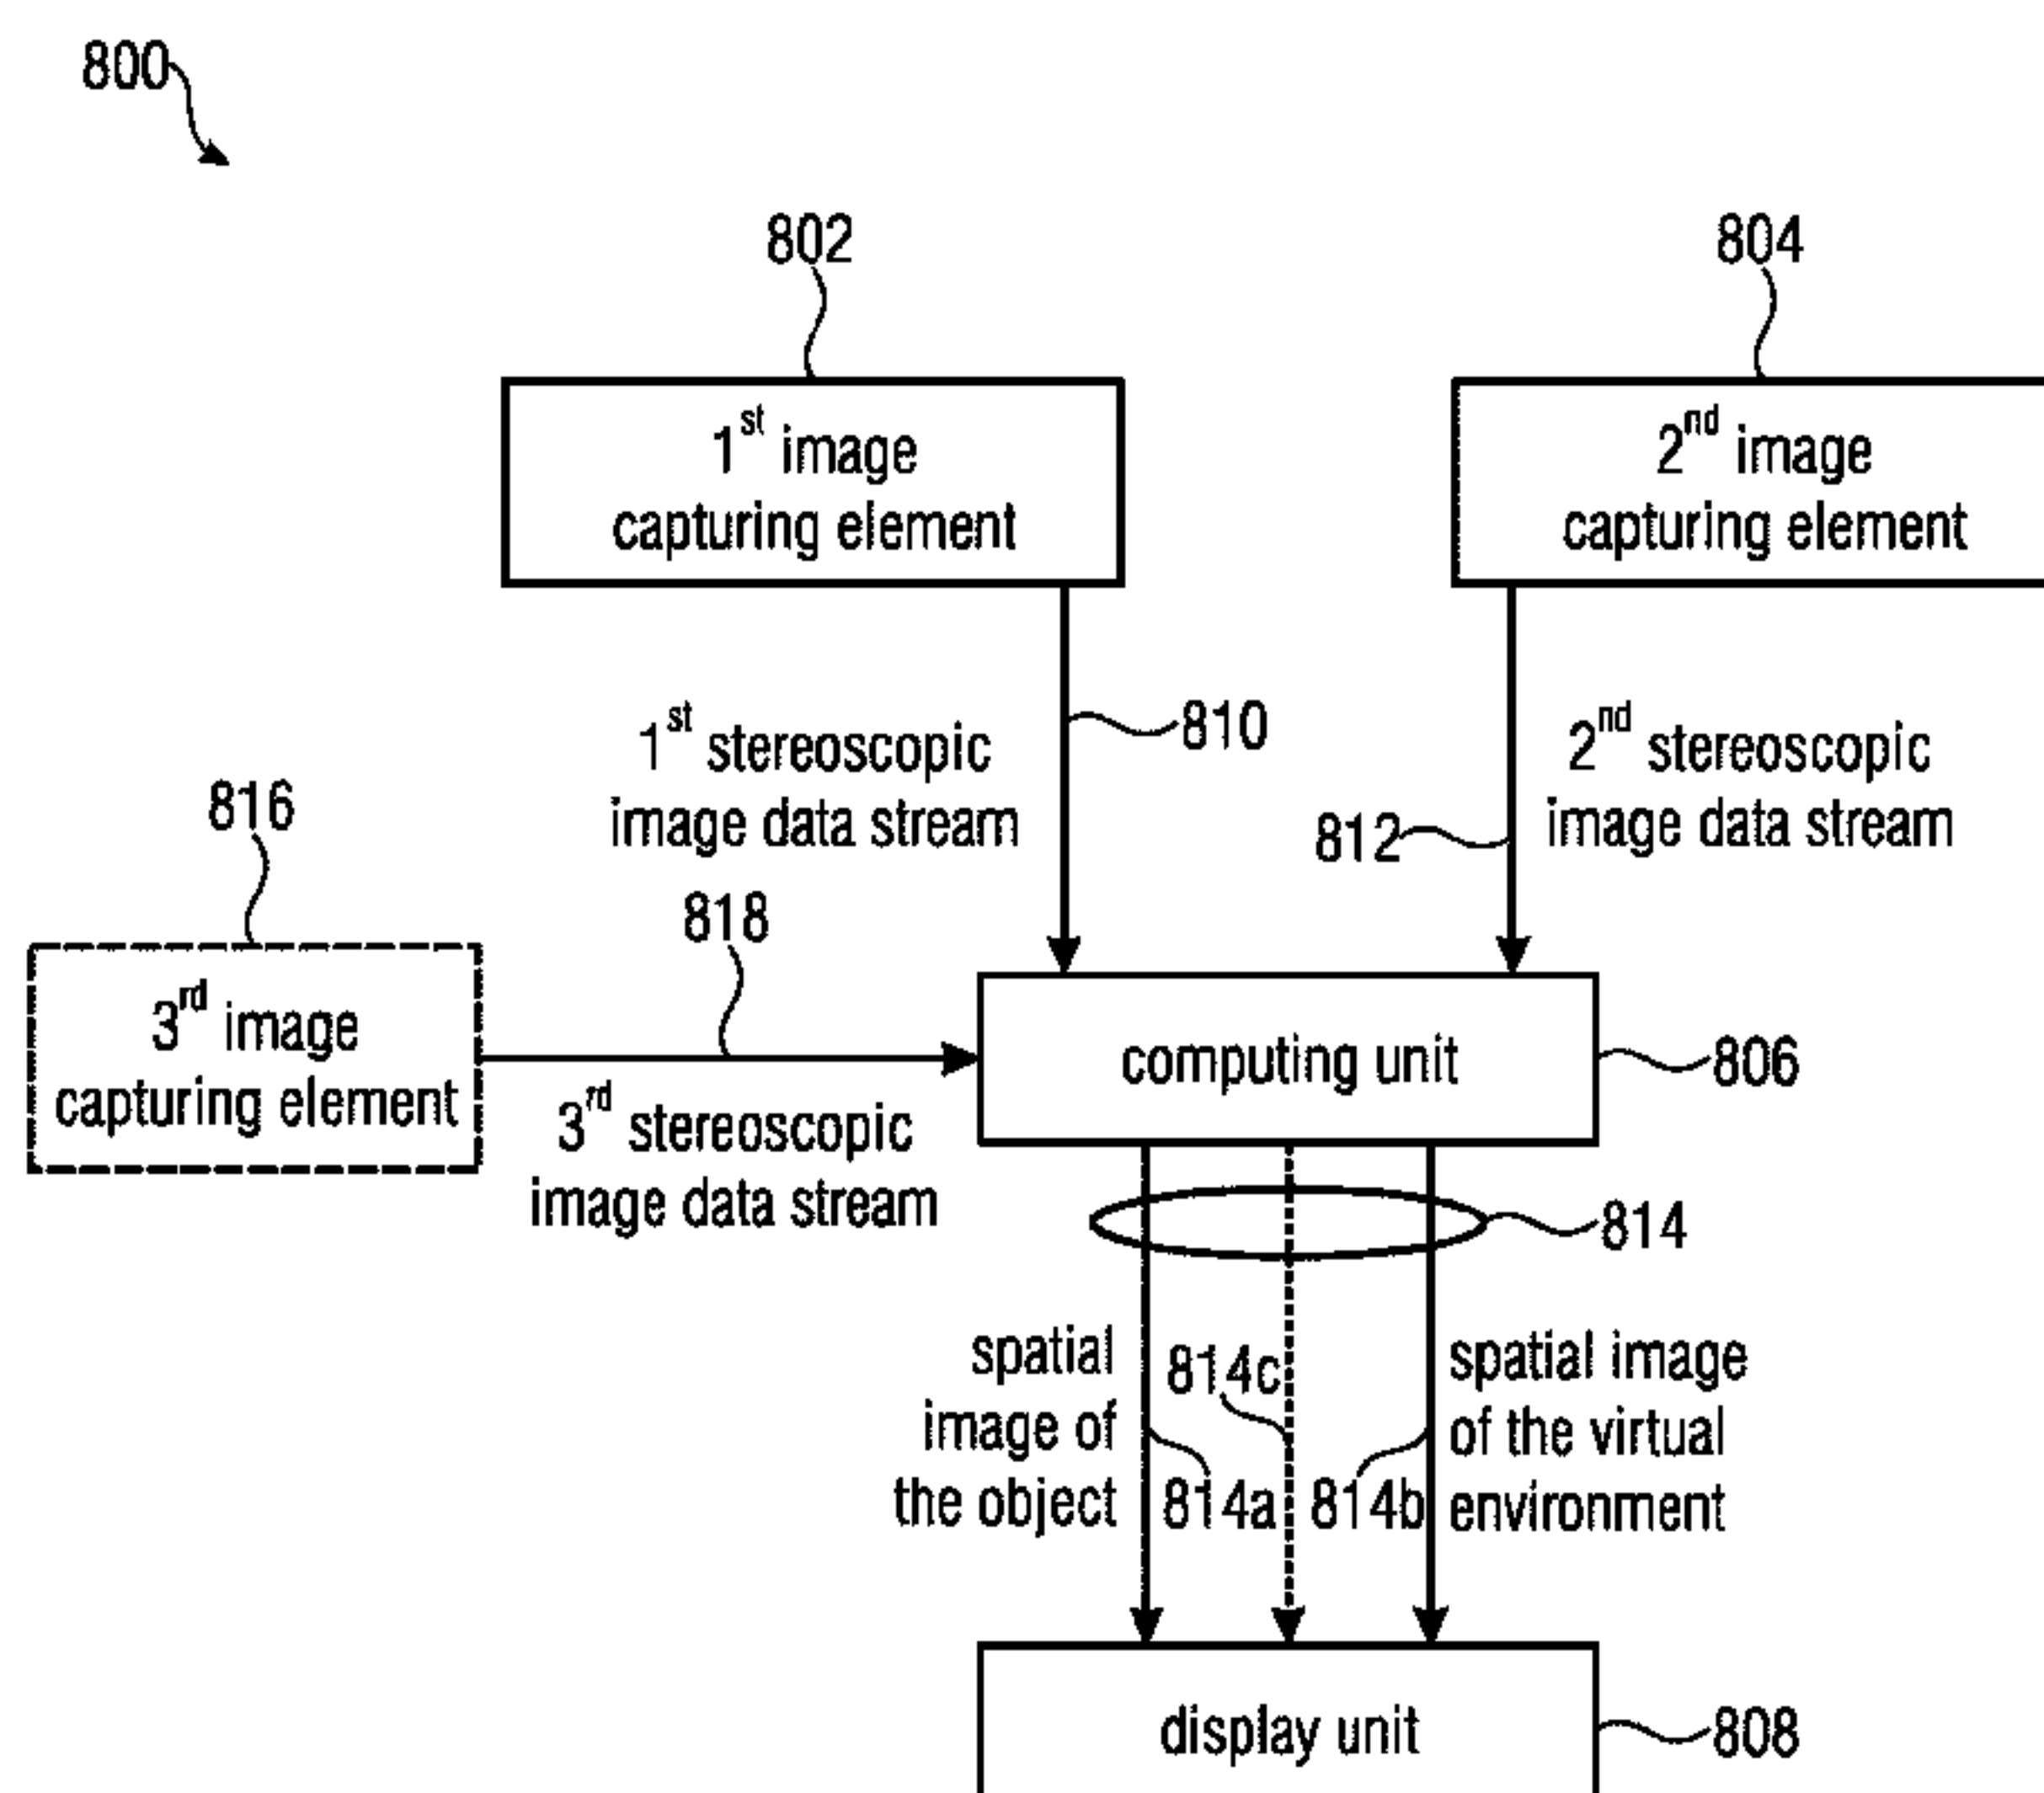 800
802
804
1st image
capturing element
2nd image
capturing element
810
1st stereoscopic
image data stream
2nd stereoscopic
image data stream
812
816
818
3rd image
capturing element
computing unit
806
3rd stereoscopic
image data stream
814
spatial
image of
the object
814c
814a
814b
spatial image
of the virtual
environment
display unit
808